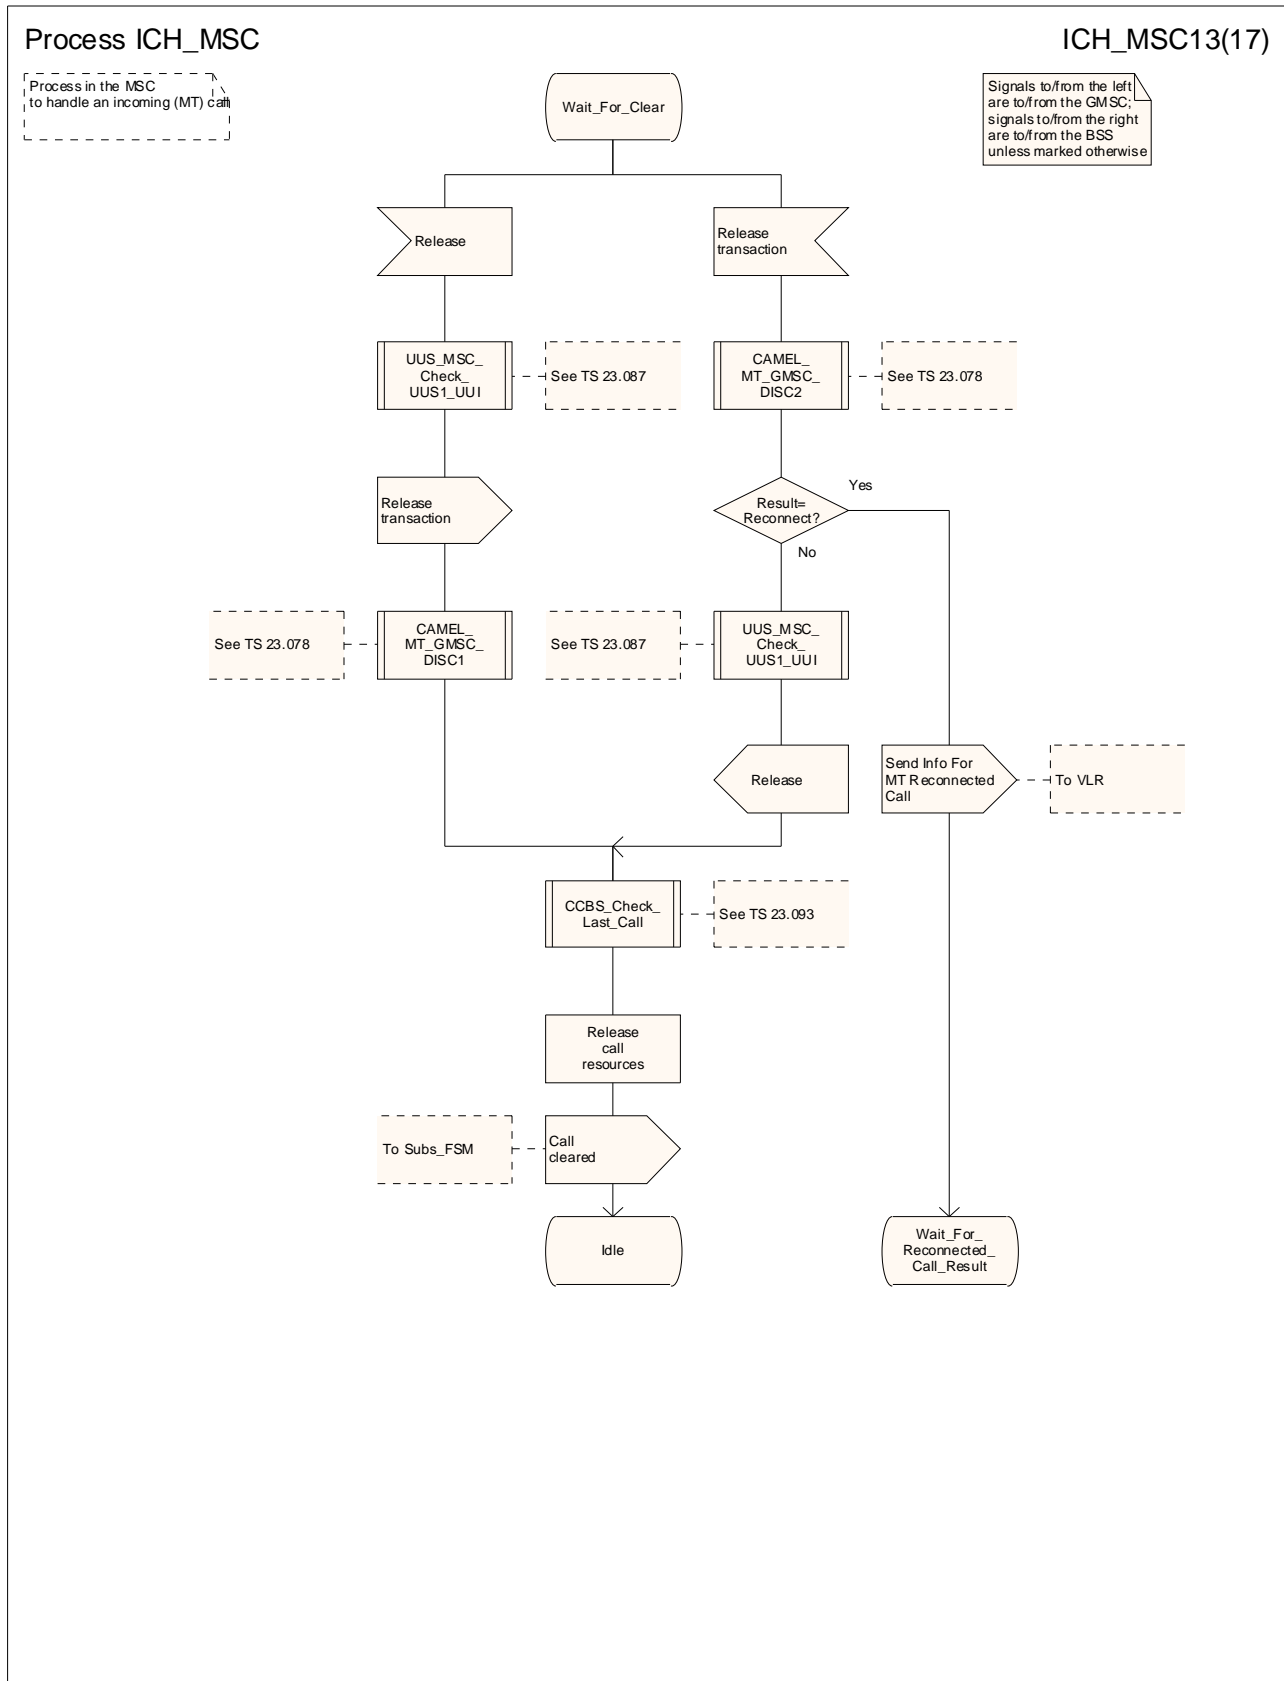 Process ICH_MSC
ICH_MSC13(17)
Process in the MSC
to handle an incoming (MT) call
Wait_For_Clear
Signals to/from the left
are to/from the GMSC;
signals to/from the right
are to/from the BSS
unless marked otherwise
Release
Release
transaction
UUS_MSC_
Check_
UUS1_UUI
See TS 23.087
CAMEL_
MT_GMSC_
DISC2
See TS 23.078
Release
transaction
Result=
Reconnect?
Yes
No
See TS 23.078
CAMEL_
MT_GMSC_
DISC1
See TS 23.087
UUS_MSC_
Check_
UUS1_UUI
Release
Send Info For
MT Reconnected
Call
To VLR
CCBS_Check_
Last_Call
See TS 23.093
Release
call
resources
To Subs_FSM
Call
cleared
Idle
Wait_For_
Reconnected_
Call_Result